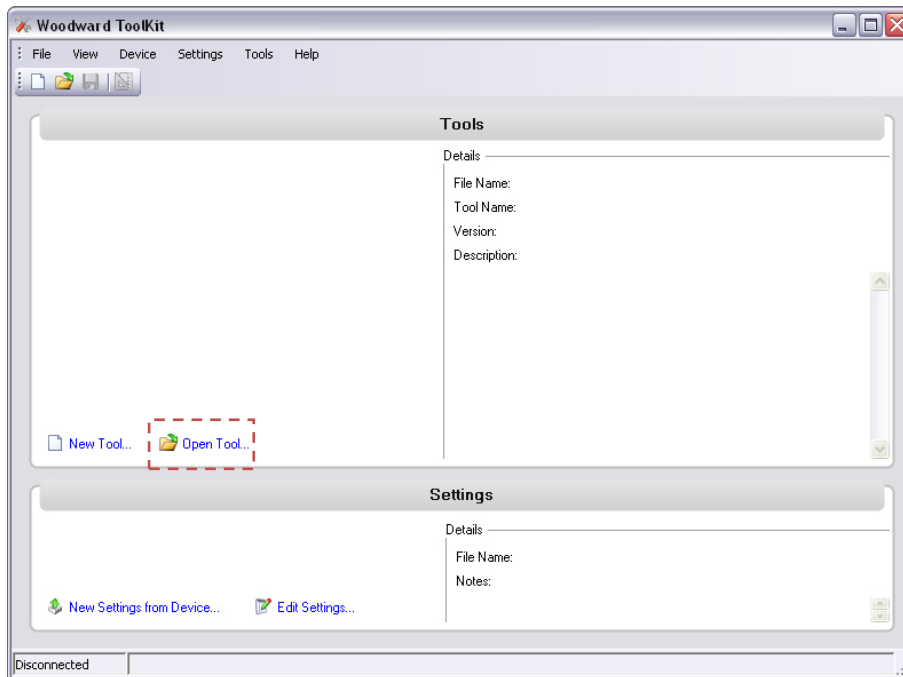 Woodward ToolKit
File View Device Settings Tools Help
Tools
Details
File Name:
Tool Name:
Version:
Description:
New Tool... Open Tool...
Settings
Details
File Name:
Notes:
New Settings from Device... Edit Settings...
Disconnected